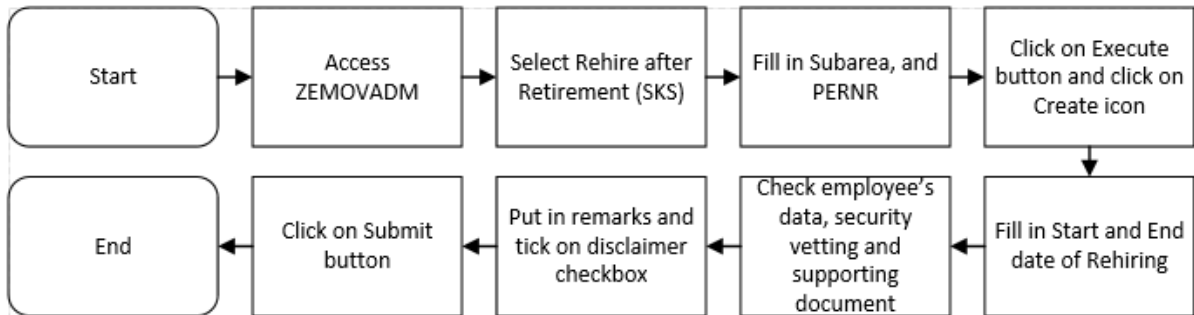 Start
Access
ZEMOVADM
Select Rehire after
Retirement (SKS)
Fill in Subarea, and
PERNR
Click on Execute
button and click on
Create icon
Fill in Start and End
date of Rehiring
Check employee’s
data, security
vetting and
supporting
document
Put in remarks and
tick on disclaimer
checkbox
Click on Submit
button
End